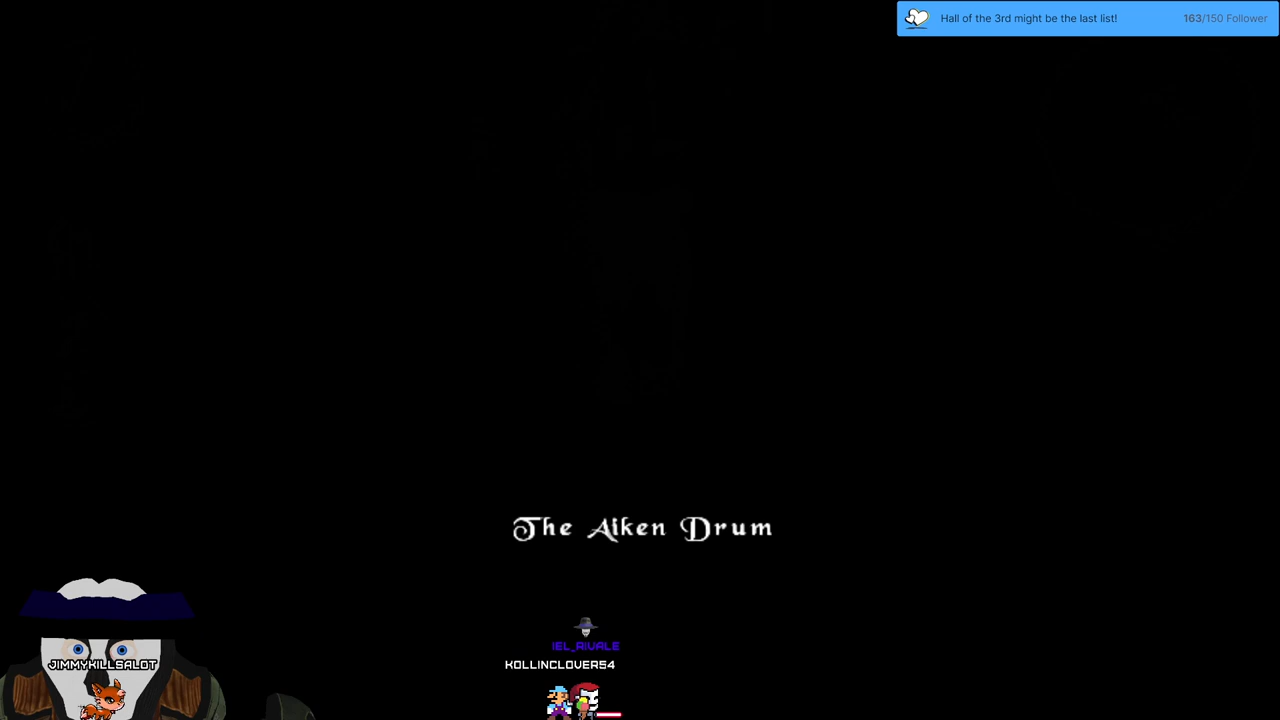 Hall of the 3rd might be the last list! 163/150 Follower
The Aiken Drum
IEL_RIVALE
KOLLINCLOVER54
JIMMYKILLSALOT